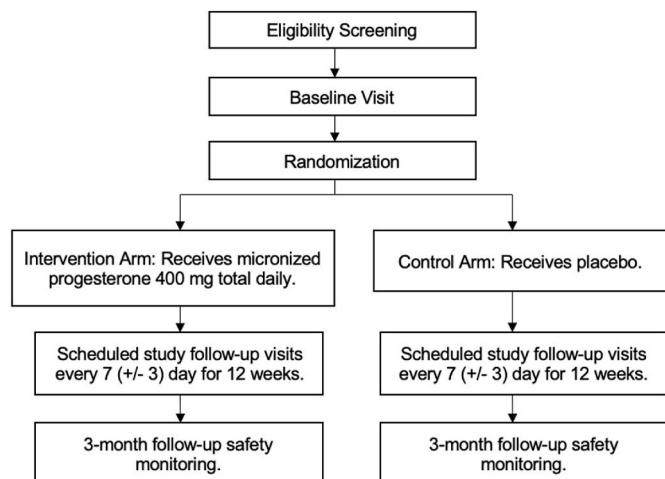 Eligibility Screening
Baseline Visit
Randomization
Intervention Arm: Receives micronized
progesterone 400 mg total daily.
Control Arm: Receives placebo.
Scheduled study follow-up visits
every 7 (+/- 3) day for 12 weeks.
Scheduled study follow-up visits
every 7 (+/- 3) day for 12 weeks.
3-month follow-up safety
monitoring.
3-month follow-up safety
monitoring.